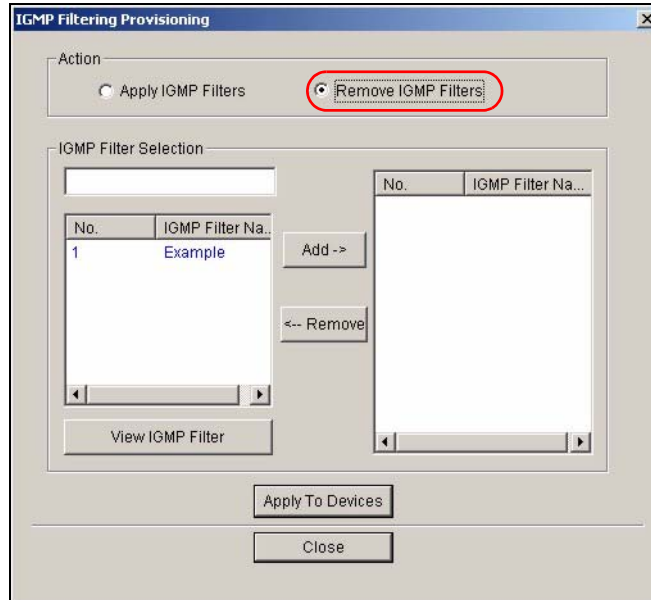 IGMP Filtering Provisioning
Action
Apply IGMP Filters
Remove IGMP Filters
IGMP Filter Selection
No. IGMP Filter Na..
1 Example
Add ->
<-- Remove
No. IGMP Filter Na...
View IGMP Filter
Apply To Devices
Close